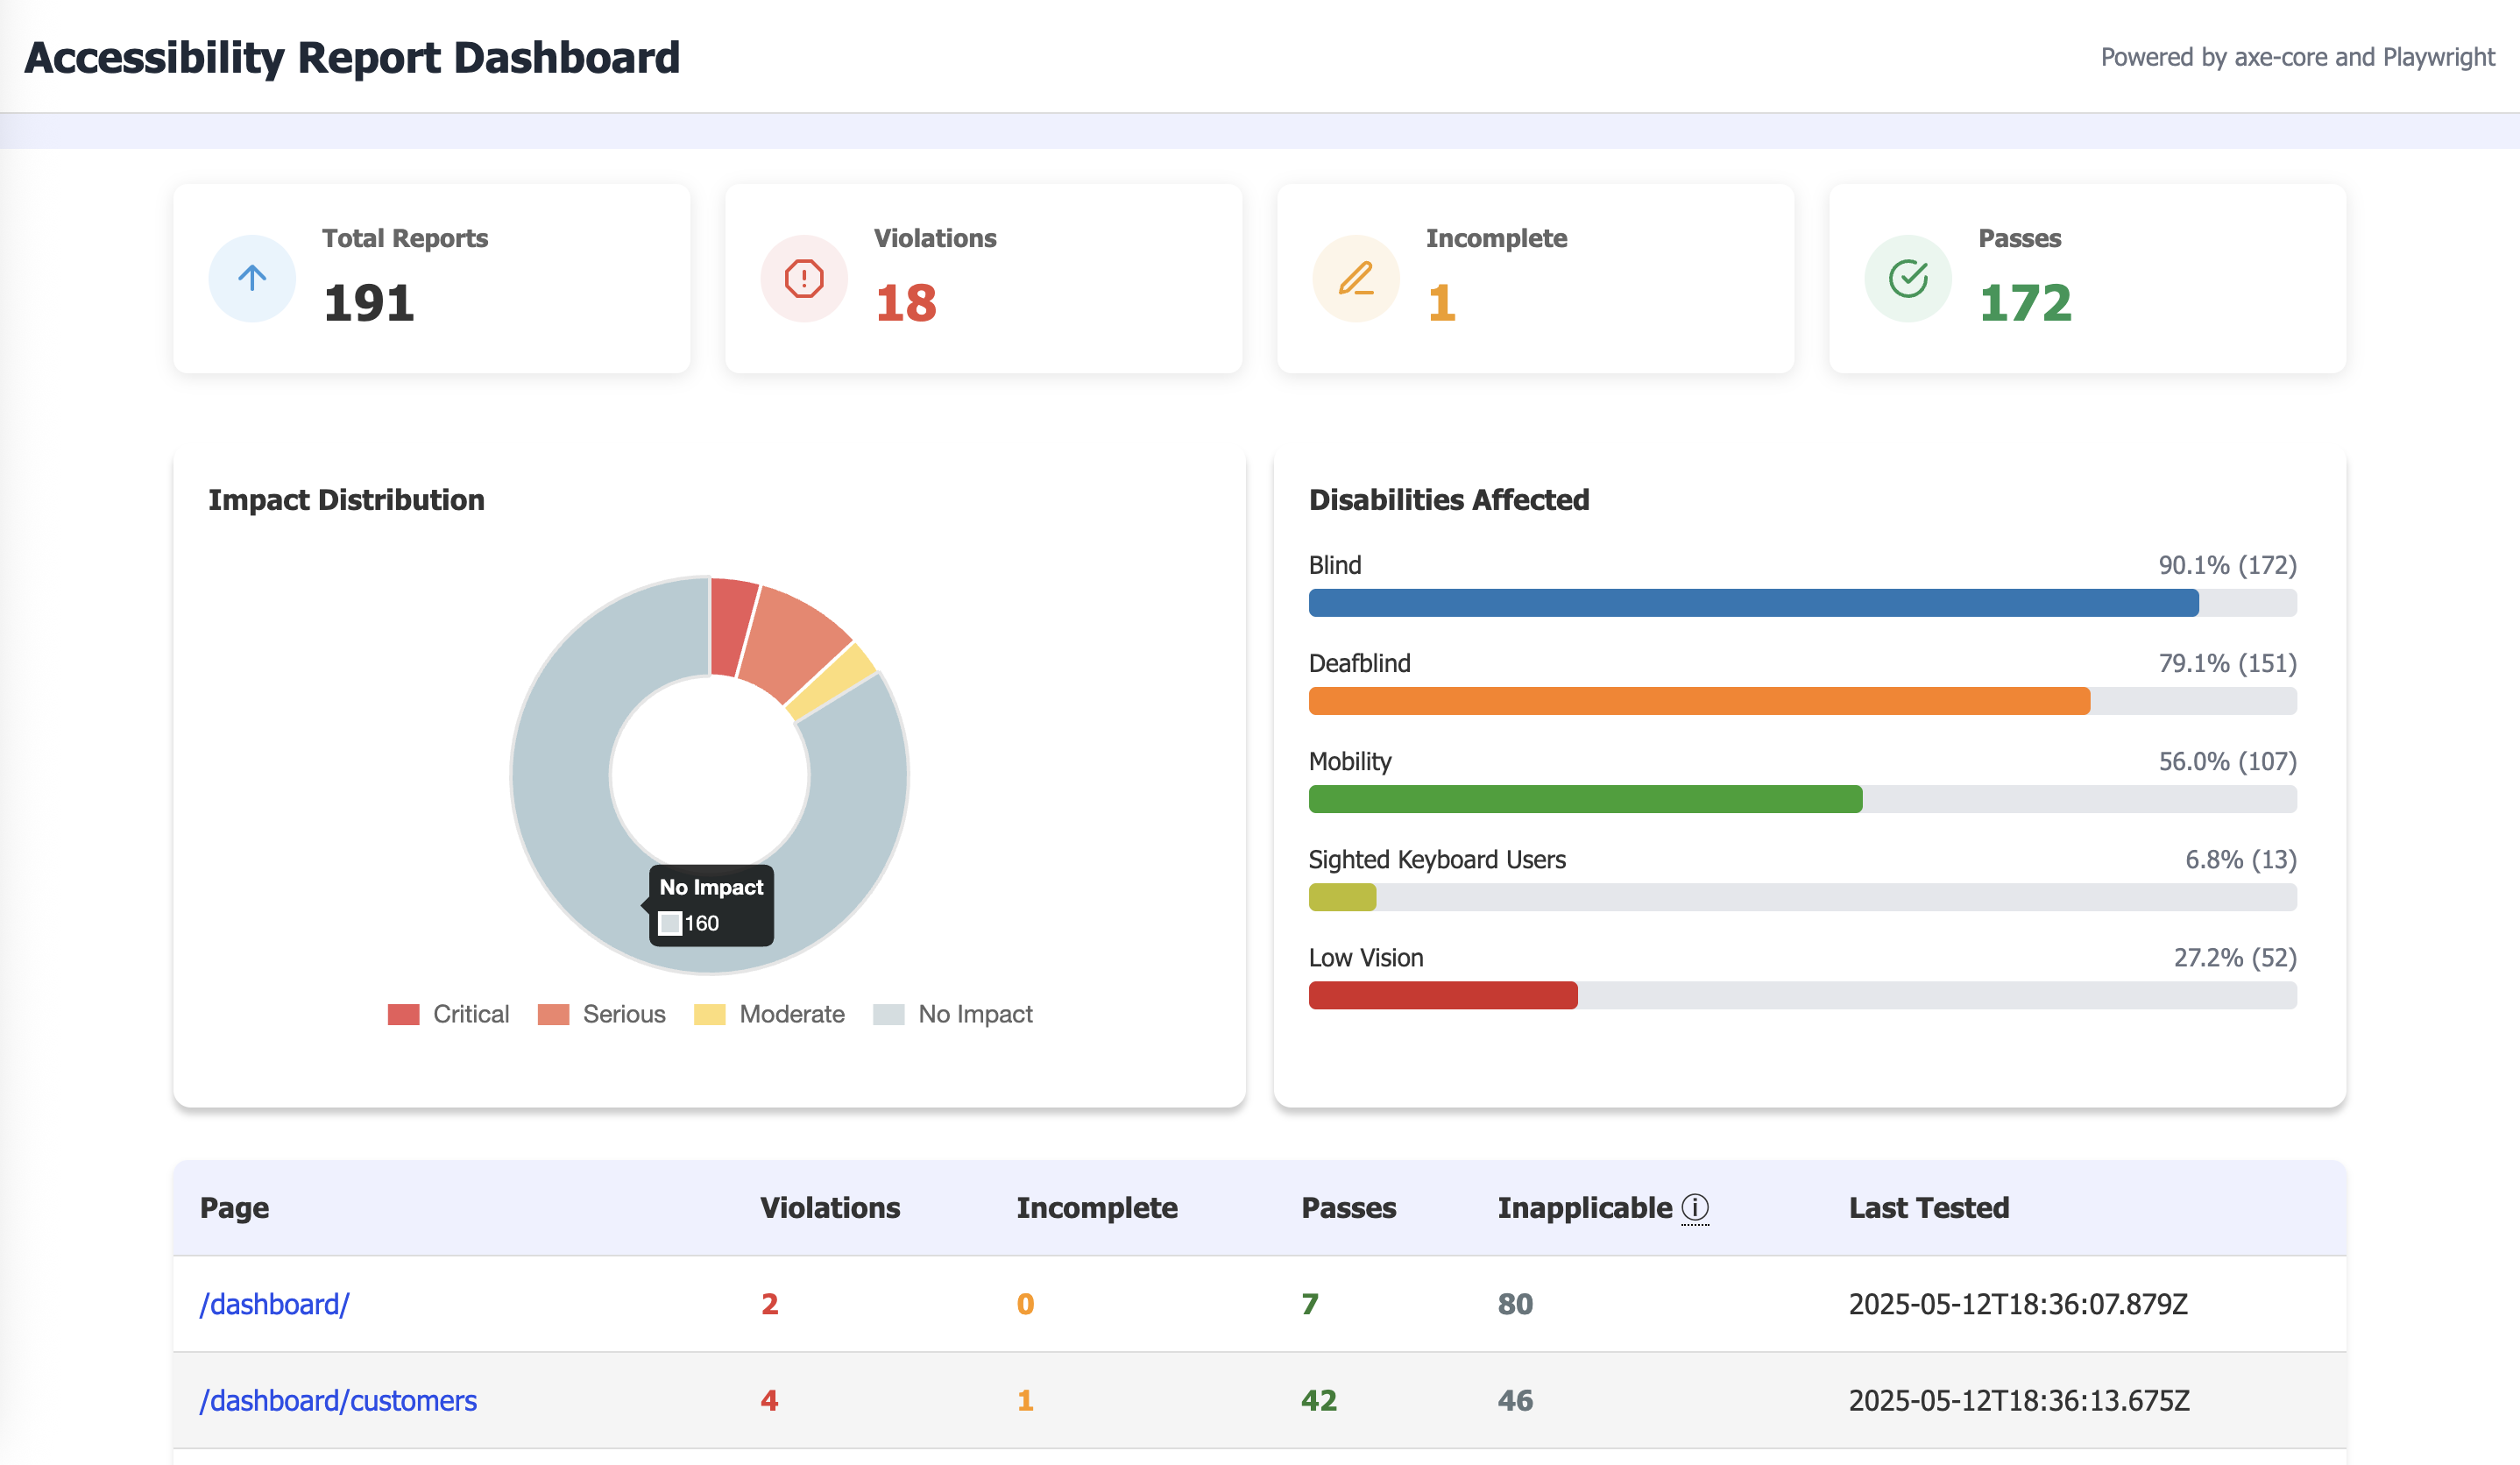 Accessibility Report Dashboard
Powered by axe-core and Playwright
Total Reports
191
Violations
18
Incomplete
1
Passes
172
Impact Distribution
No Impact
160
Critical Serious Moderate No Impact
Disabilities Affected
Blind 90.1% (172)
Deafblind 79.1% (151)
Mobility 56.0% (107)
Sighted Keyboard Users 6.8% (13)
Low Vision 27.2% (52)
Page Violations Incomplete Passes Inapplicable ⓘ Last Tested
/dashboard/ 2 0 7 80 2025-05-12T18:36:07.879Z
/dashboard/customers 4 1 42 46 2025-05-12T18:36:13.675Z